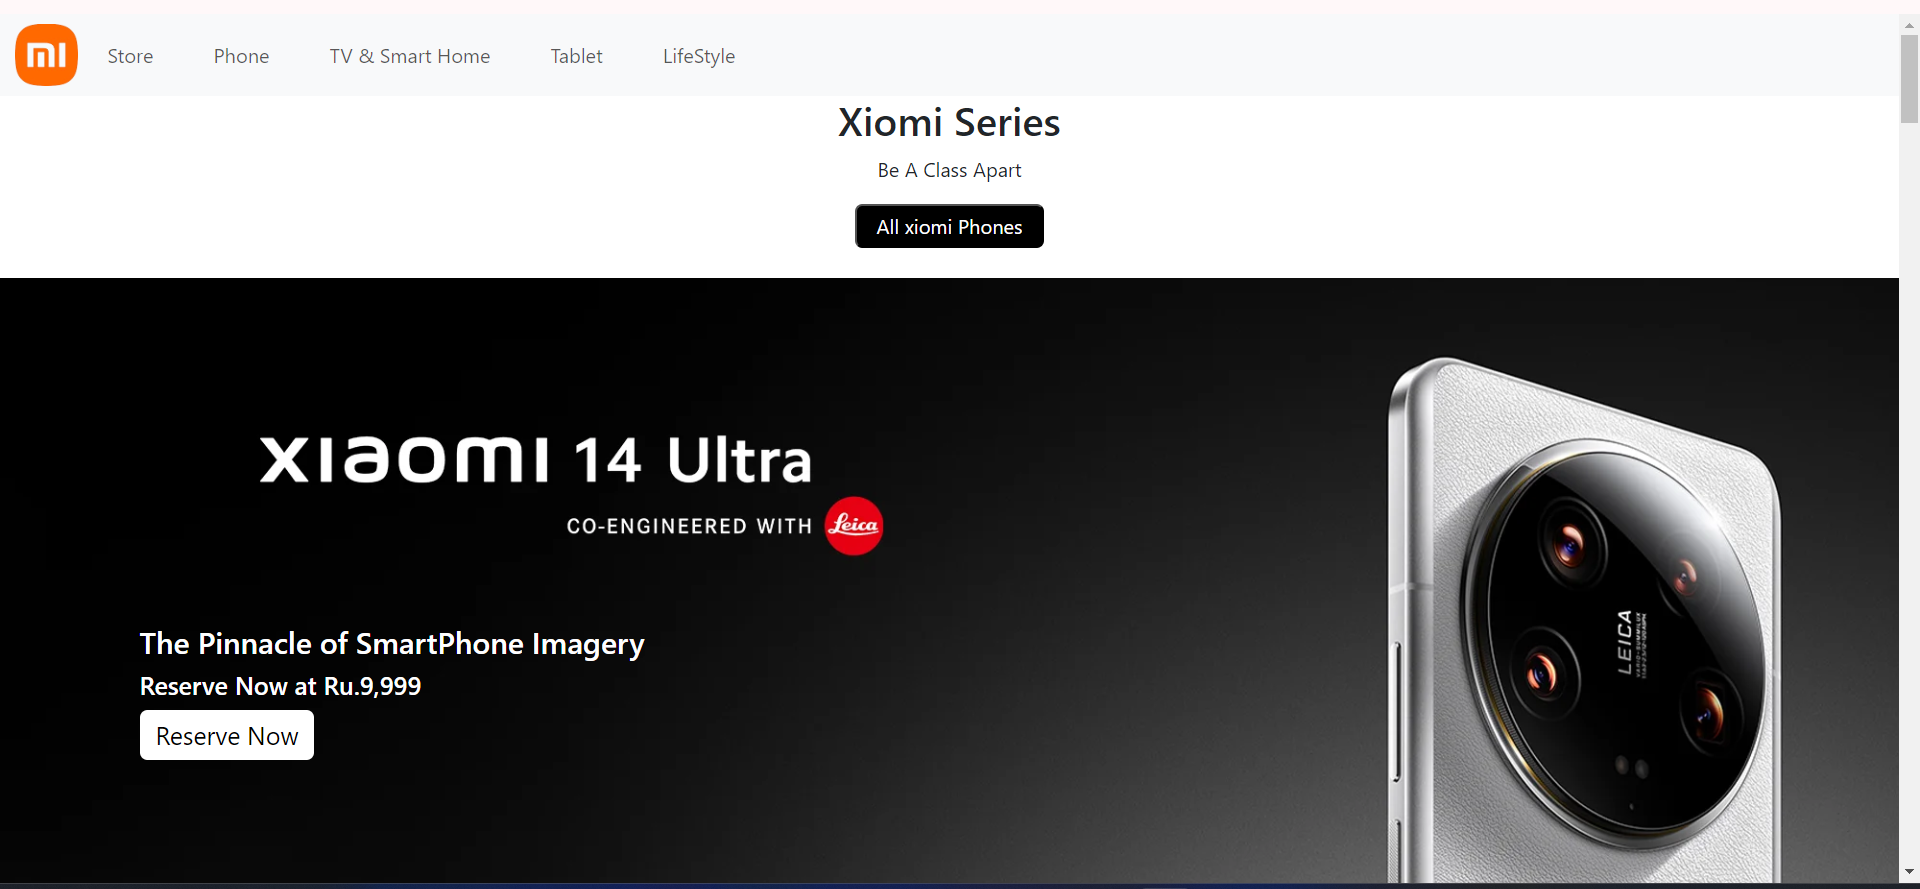 mi
Store Phone TV & Smart Home Tablet LifeStyle
Xiomi Series
Be A Class Apart
All xiomi Phones
xiaomi 14 Ultra
CO-ENGINEERED WITH Leica
LEICA
The Pinnacle of SmartPhone Imagery
Reserve Now at Ru.9,999
Reserve Now